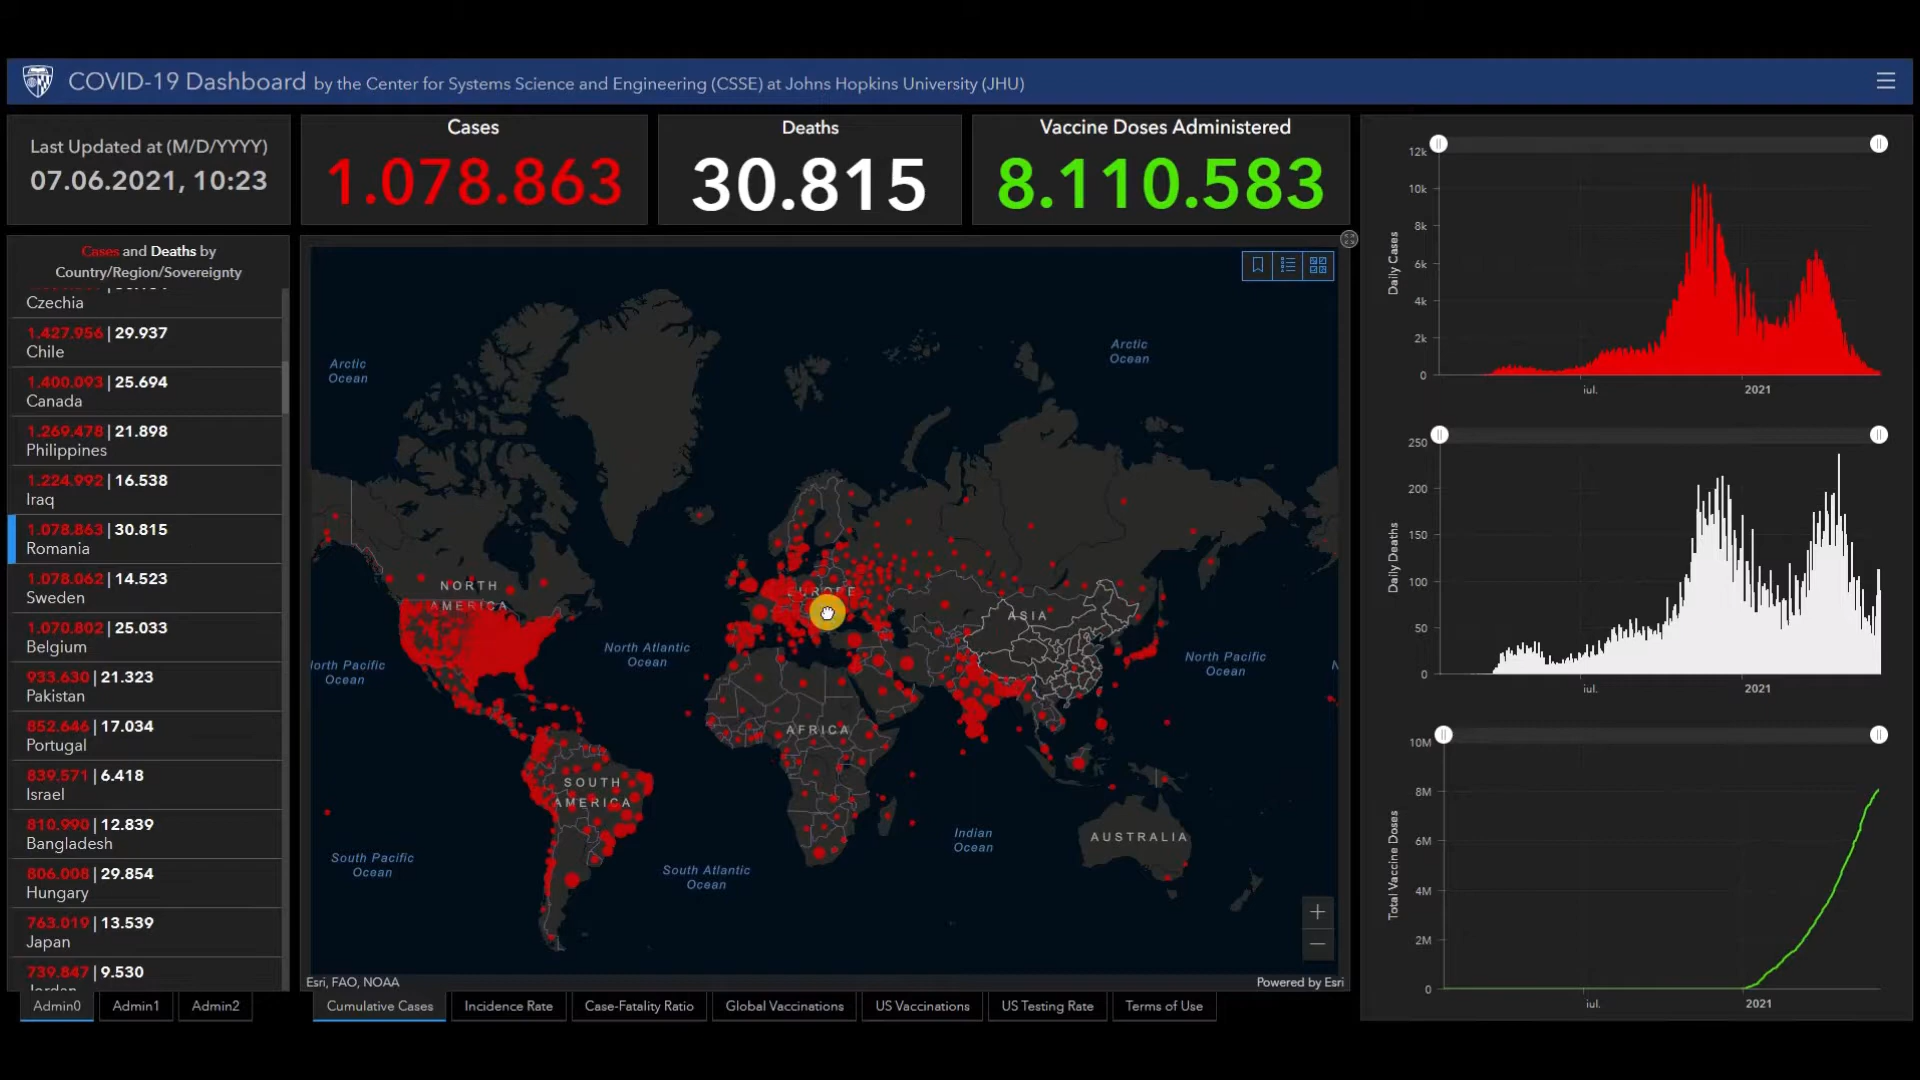 COVID-19 Dashboard by the Center for Systems Science and Engineering (CSSE) at Johns Hopkins University (JHU)
Last Updated at (M/D/YYYY)
07.06.2021, 10:23
Cases
1.078.863
Deaths
30.815
Vaccine Doses Administered
8.110.583
Cases and Deaths by
Country/Region/Sovereignty
Czechia
1.427.956 | 29.937
Chile
1.400.093 | 25.694
Canada
1.269.478 | 21.898
Philippines
1.224.992 | 16.538
Iraq
1.078.863 | 30.815
Romania
1.078.062 | 14.523
Sweden
1.070.802 | 25.033
Belgium
933.630 | 21.323
Pakistan
852.646 | 17.034
Portugal
839.571 | 6.418
Israel
810.990 | 12.839
Bangladesh
806.008 | 29.854
Hungary
763.019 | 13.539
Japan
739.847 | 9.530
Admin0
Admin1
Admin2
Arctic
Ocean
Arctic
Ocean
NORTH
AMERICA
EUROPE
ASIA
North Atlantic
Ocean
North Pacific
Ocean
North Pacific
Ocean
AFRICA
SOUTH
AMERICA
Indian
Ocean
AUSTRALIA
South Pacific
Ocean
South Atlantic
Ocean
Esri, FAO, NOAA
Powered by Esri
Cumulative Cases
Incidence Rate
Case-Fatality Ratio
Global Vaccinations
US Vaccinations
US Testing Rate
Terms of Use
Daily Cases
12k
10k
8k
6k
4k
2k
0
iul.
2021
Daily Deaths
250
200
150
100
50
0
iul.
2021
Total Vaccine Doses
10M
8M
6M
4M
2M
0
iul.
2021